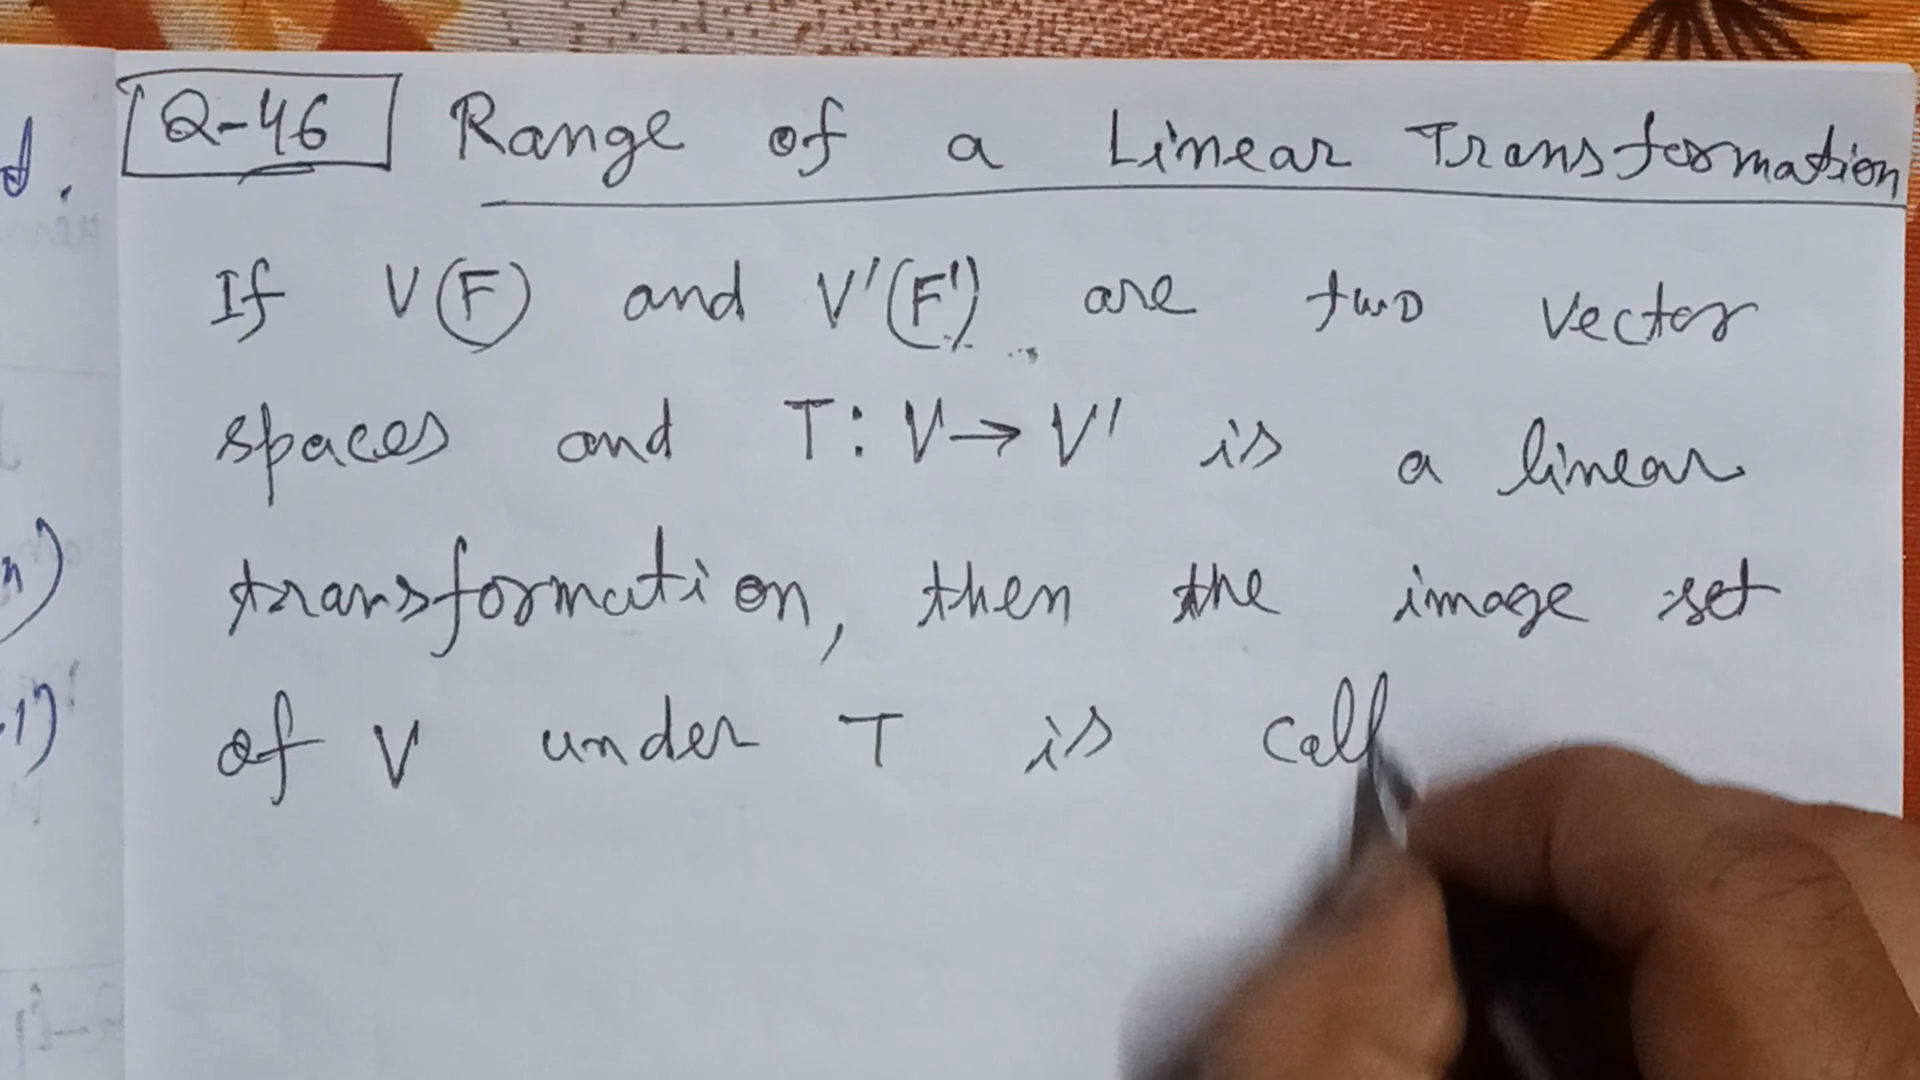 Q-46 Range of a Linear Transformation
If V(F) and V'(F') are two vector
spaces and T: V→V' is a linear
transformation, then the image set
of V under T is call
d.
n)
-1)